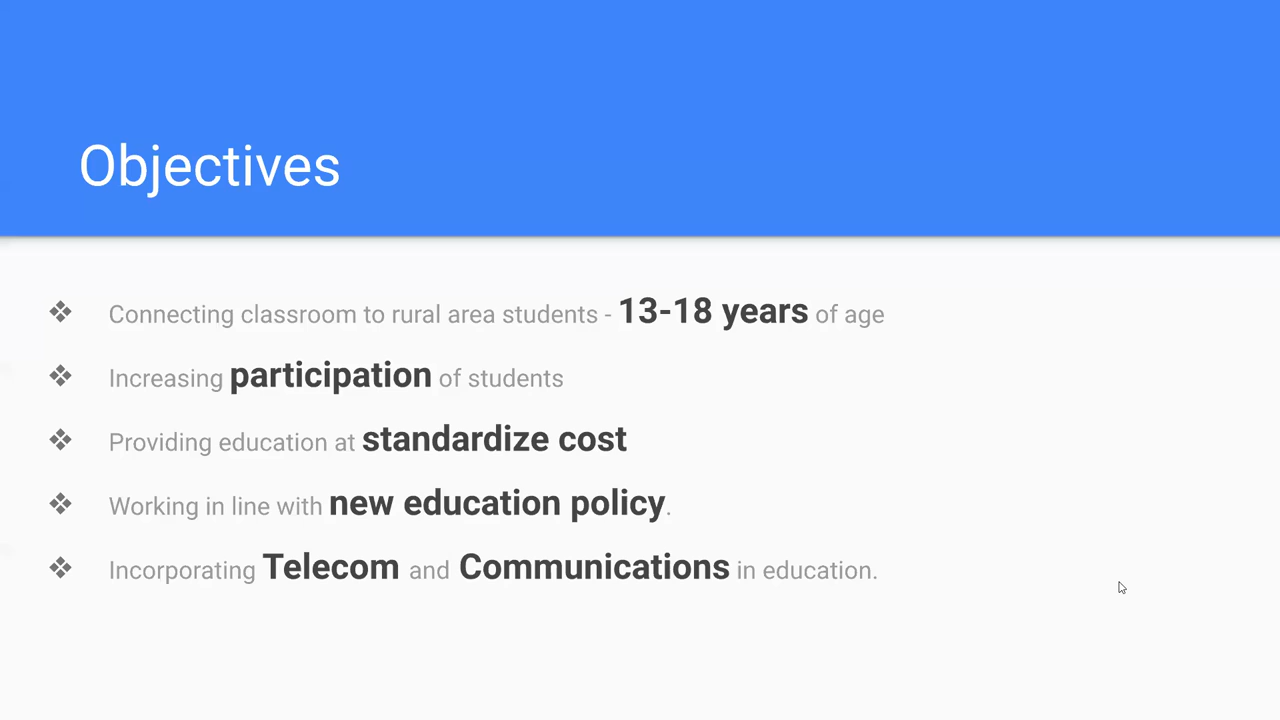 Objectives
❖ Connecting classroom to rural area students - 13-18 years of age
❖ Increasing participation of students
❖ Providing education at standardize cost
❖ Working in line with new education policy.
❖ Incorporating Telecom and Communications in education.